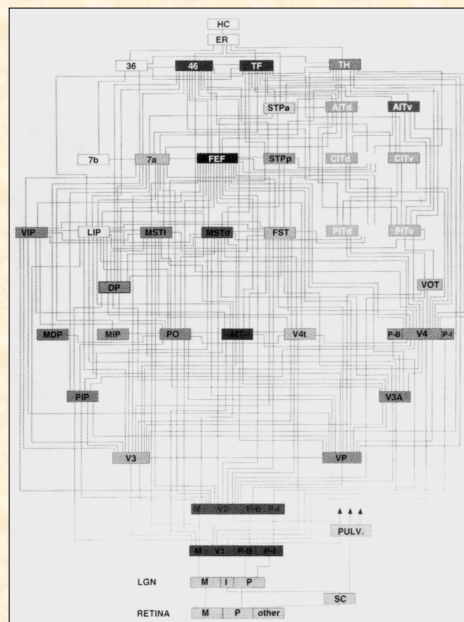 HC
ER
36 46 TF TH
STPa AITd AITv
7b 7a FEF STPp CITd CITv
VIP LIP MSTl MSTd FST PITd PITv
DP VOT
MDP MIP PO MT V4t P-B V4 P-I
PIP V3A
V3 VP
M V2 P-B P-I
PULV.
M V1 P-B P-I
LGN M I P
SC
RETINA M P other